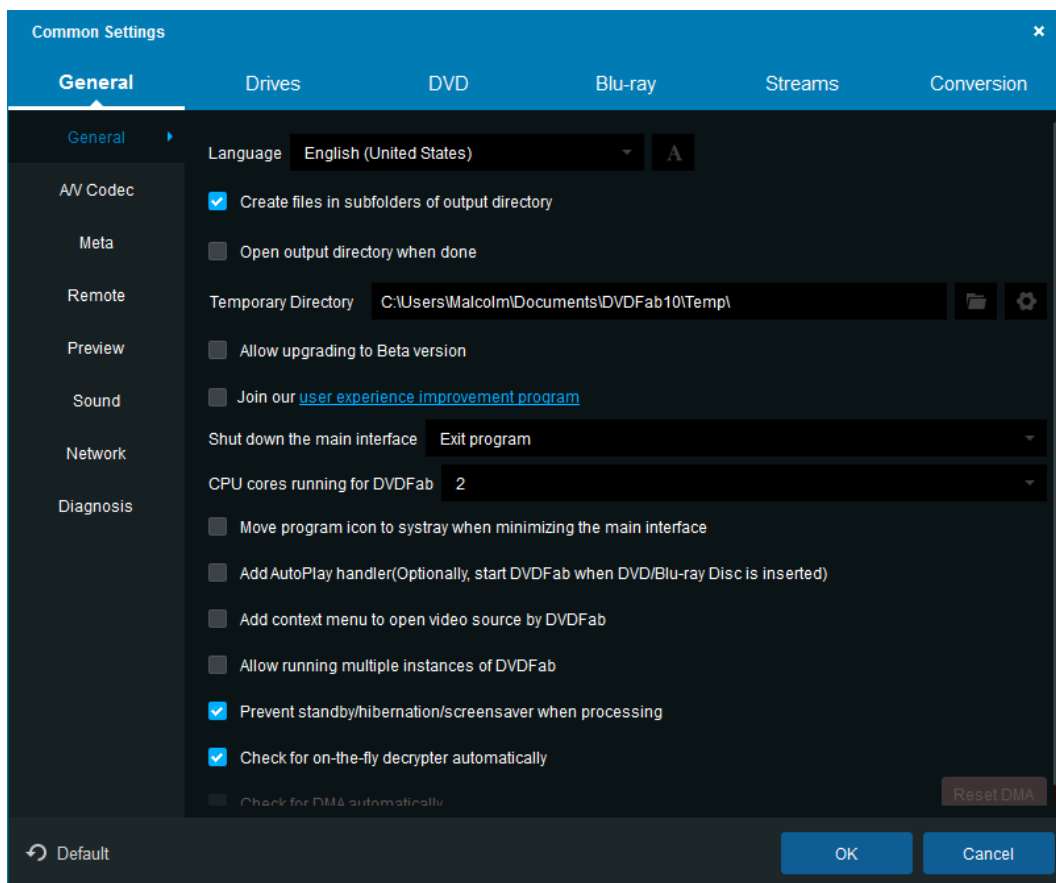 Common Settings
General Drives DVD Blu-ray Streams Conversion
General
A/V Codec
Meta
Remote
Preview
Sound
Network
Diagnosis
Language English (United States) A
Create files in subfolders of output directory
Open output directory when done
Temporary Directory C:\Users\Malcolm\Documents\DVDFab10\Temp\
Allow upgrading to Beta version
Join our user experience improvement program
Shut down the main interface Exit program
CPU cores running for DVDFab 2
Move program icon to systray when minimizing the main interface
Add AutoPlay handler(Optionally, start DVDFab when DVD/Blu-ray Disc is inserted)
Add context menu to open video source by DVDFab
Allow running multiple instances of DVDFab
Prevent standby/hibernation/screensaver when processing
Check for on-the-fly decrypter automatically
Check for DMA automatically Reset DMA
Default OK Cancel